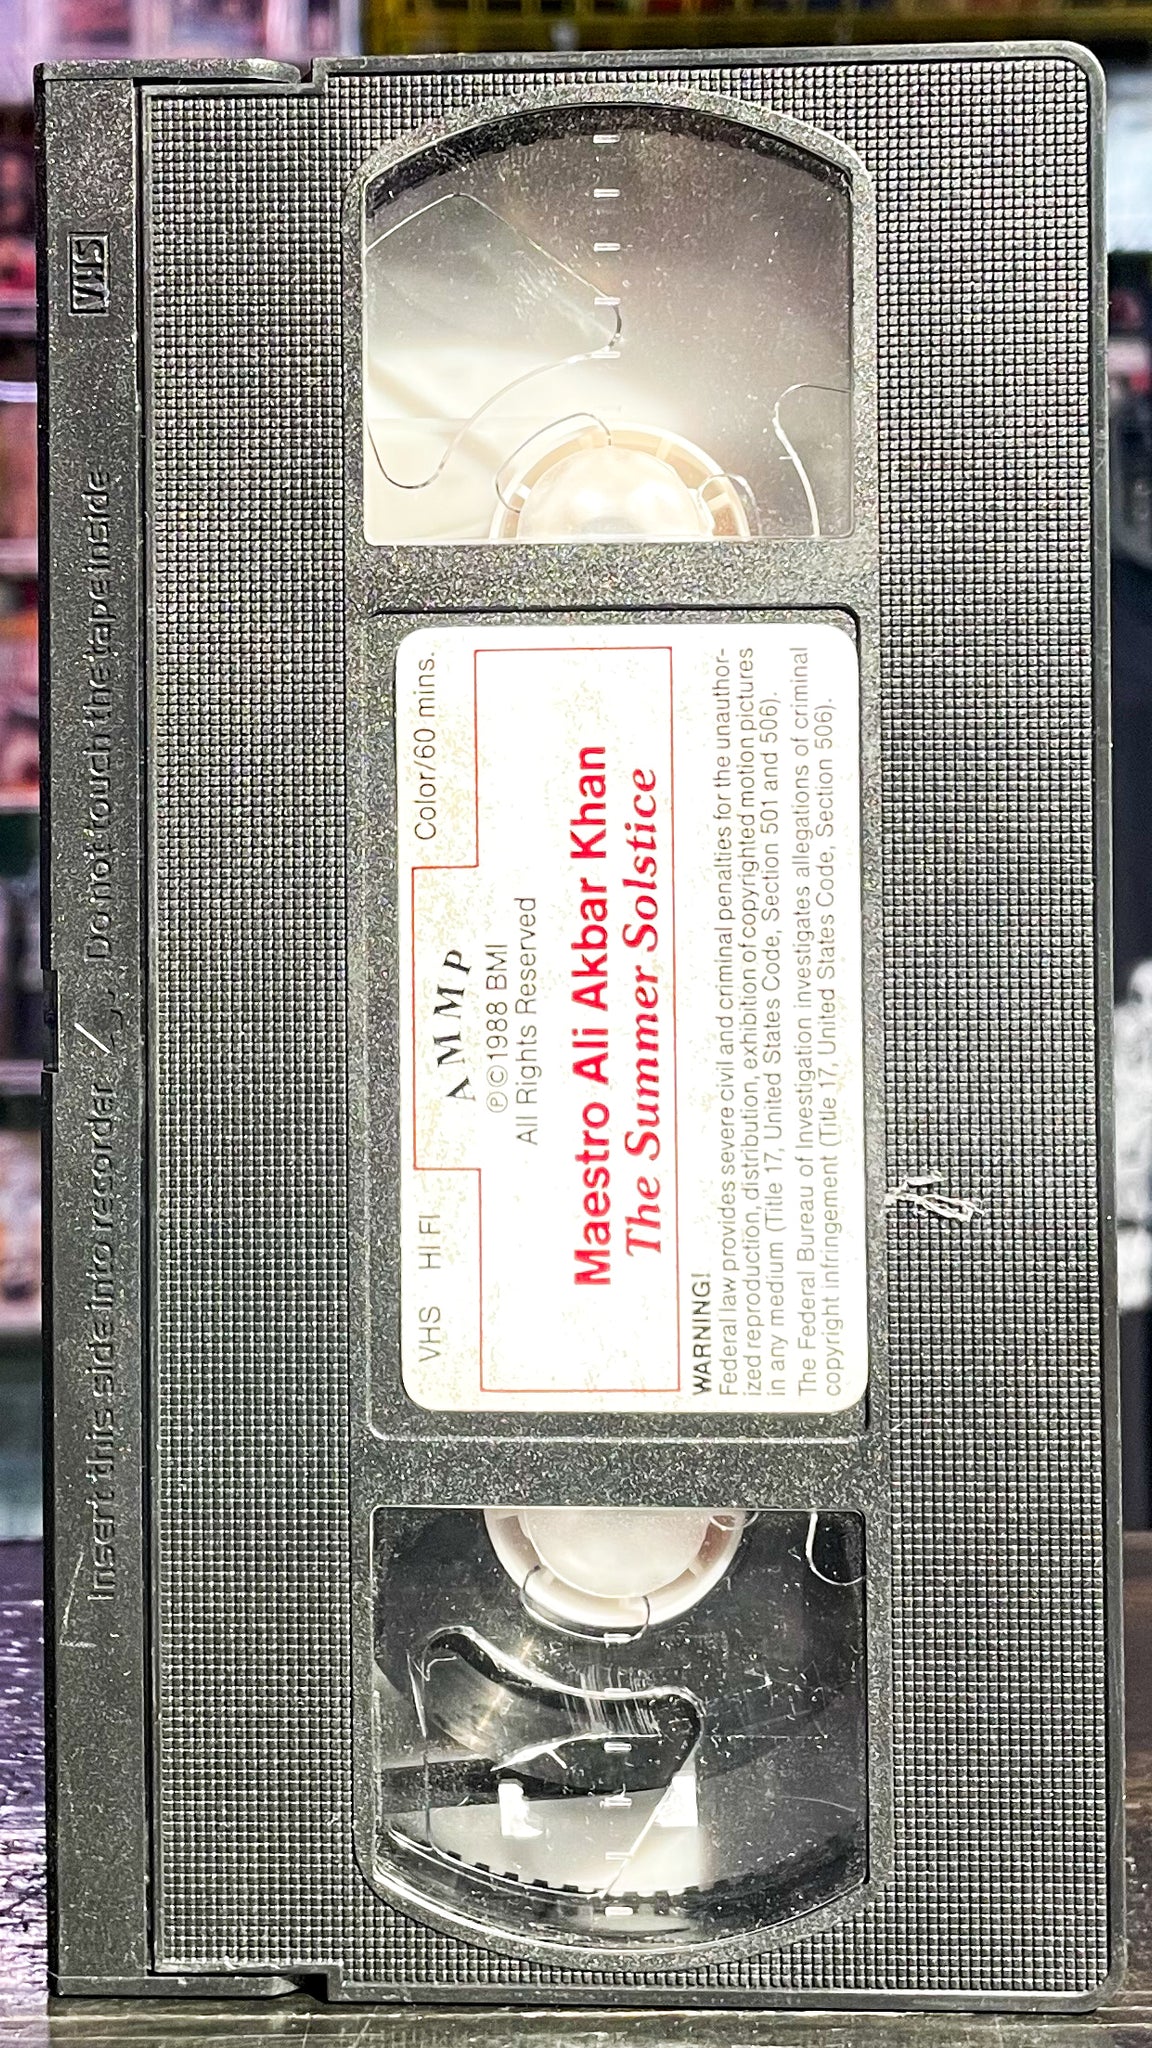 VHS
Insert this side into recorder
Do not touch the tape inside
VHS HI FI
Color/60 mins.
AMMP
℗©1988 BMI
All Rights Reserved
Maestro Ali Akbar Khan
The Summer Solstice
WARNING!
Federal law provides severe civil and criminal penalties for the unauthor-
ized reproduction, distribution, exhibition of copyrighted motion pictures
in any medium (Title 17, United States Code, Section 501 and 506).
The Federal Bureau of Investigation investigates allegations of criminal
copyright infringement (Title 17, United States Code, Section 506).